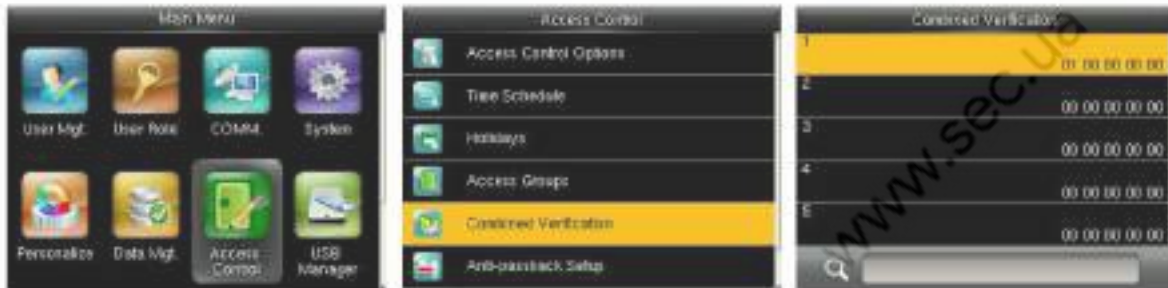 Main Menu
User Mgt.
User Role
COMM.
System
Personalize
Data Mgt.
Access Control
USB Manager
Access Control
Access Control Options
Time Schedule
Holidays
Access Groups
Combined Verification
Anti-passback Setup
Combined Verification
1
01 00 00 00 00
2
00 00 00 00 00
3
00 00 00 00 00
4
00 00 00 00 00
5
00 00 00 00 00
www.sec.ua